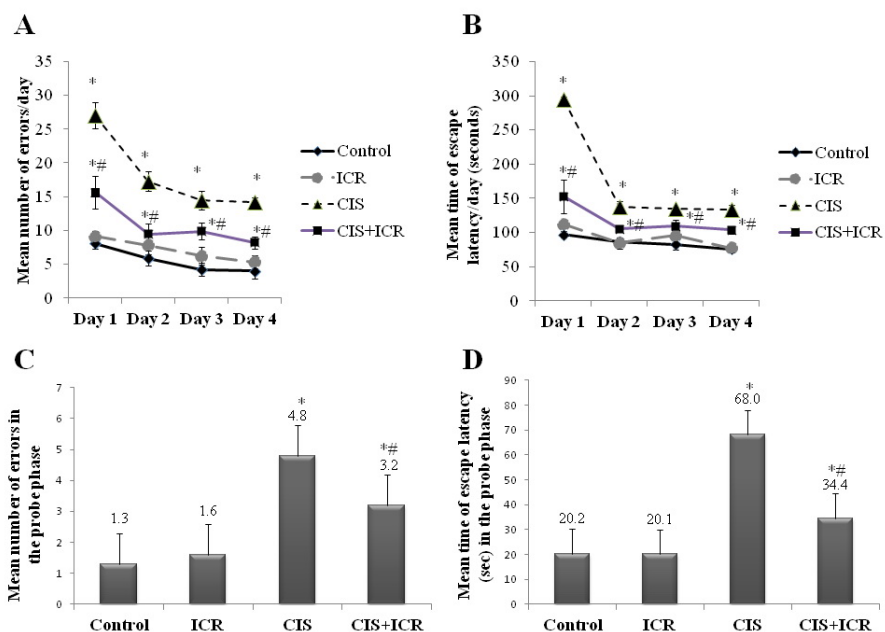 A
Mean number of errors/day
35
30
25
20
15
10
5
0
*
*
*
*
*#
*#
*#
*#
Day 1 Day 2 Day 3 Day 4
Control
ICR
CIS
CIS+ICR
B
Mean time of escape
latency/day (seconds)
350
300
250
200
150
100
50
0
*
*
*
*
*#
*#
*#
*#
Day 1 Day 2 Day 3 Day 4
Control
ICR
CIS
CIS+ICR
C
Mean number of errors in
the probe phase
7
6
5
4
3
2
1
0
1.3
1.6
*
4.8
*#
3.2
Control ICR CIS CIS+ICR
D
Mean time of escape latency
(sec) in the probe phase
90
80
70
60
50
40
30
20
10
0
20.2
20.1
*
68.0
*#
34.4
Control ICR CIS CIS+ICR